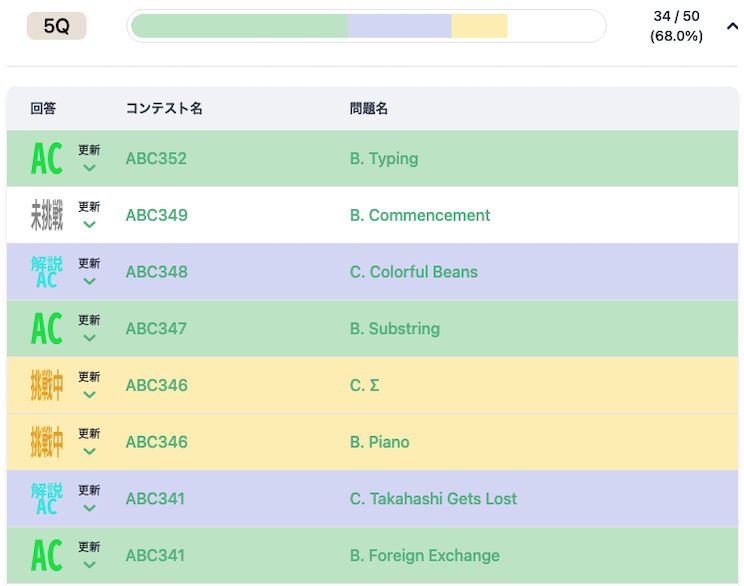 5Q
34 / 50
(68.0%)
回答 コンテスト名 問題名
AC 更新 ABC352 B. Typing
未挑戦 更新 ABC349 B. Commencement
解説AC 更新 ABC348 C. Colorful Beans
AC 更新 ABC347 B. Substring
挑戦中 更新 ABC346 C. Σ
挑戦中 更新 ABC346 B. Piano
解説AC 更新 ABC341 C. Takahashi Gets Lost
AC 更新 ABC341 B. Foreign Exchange